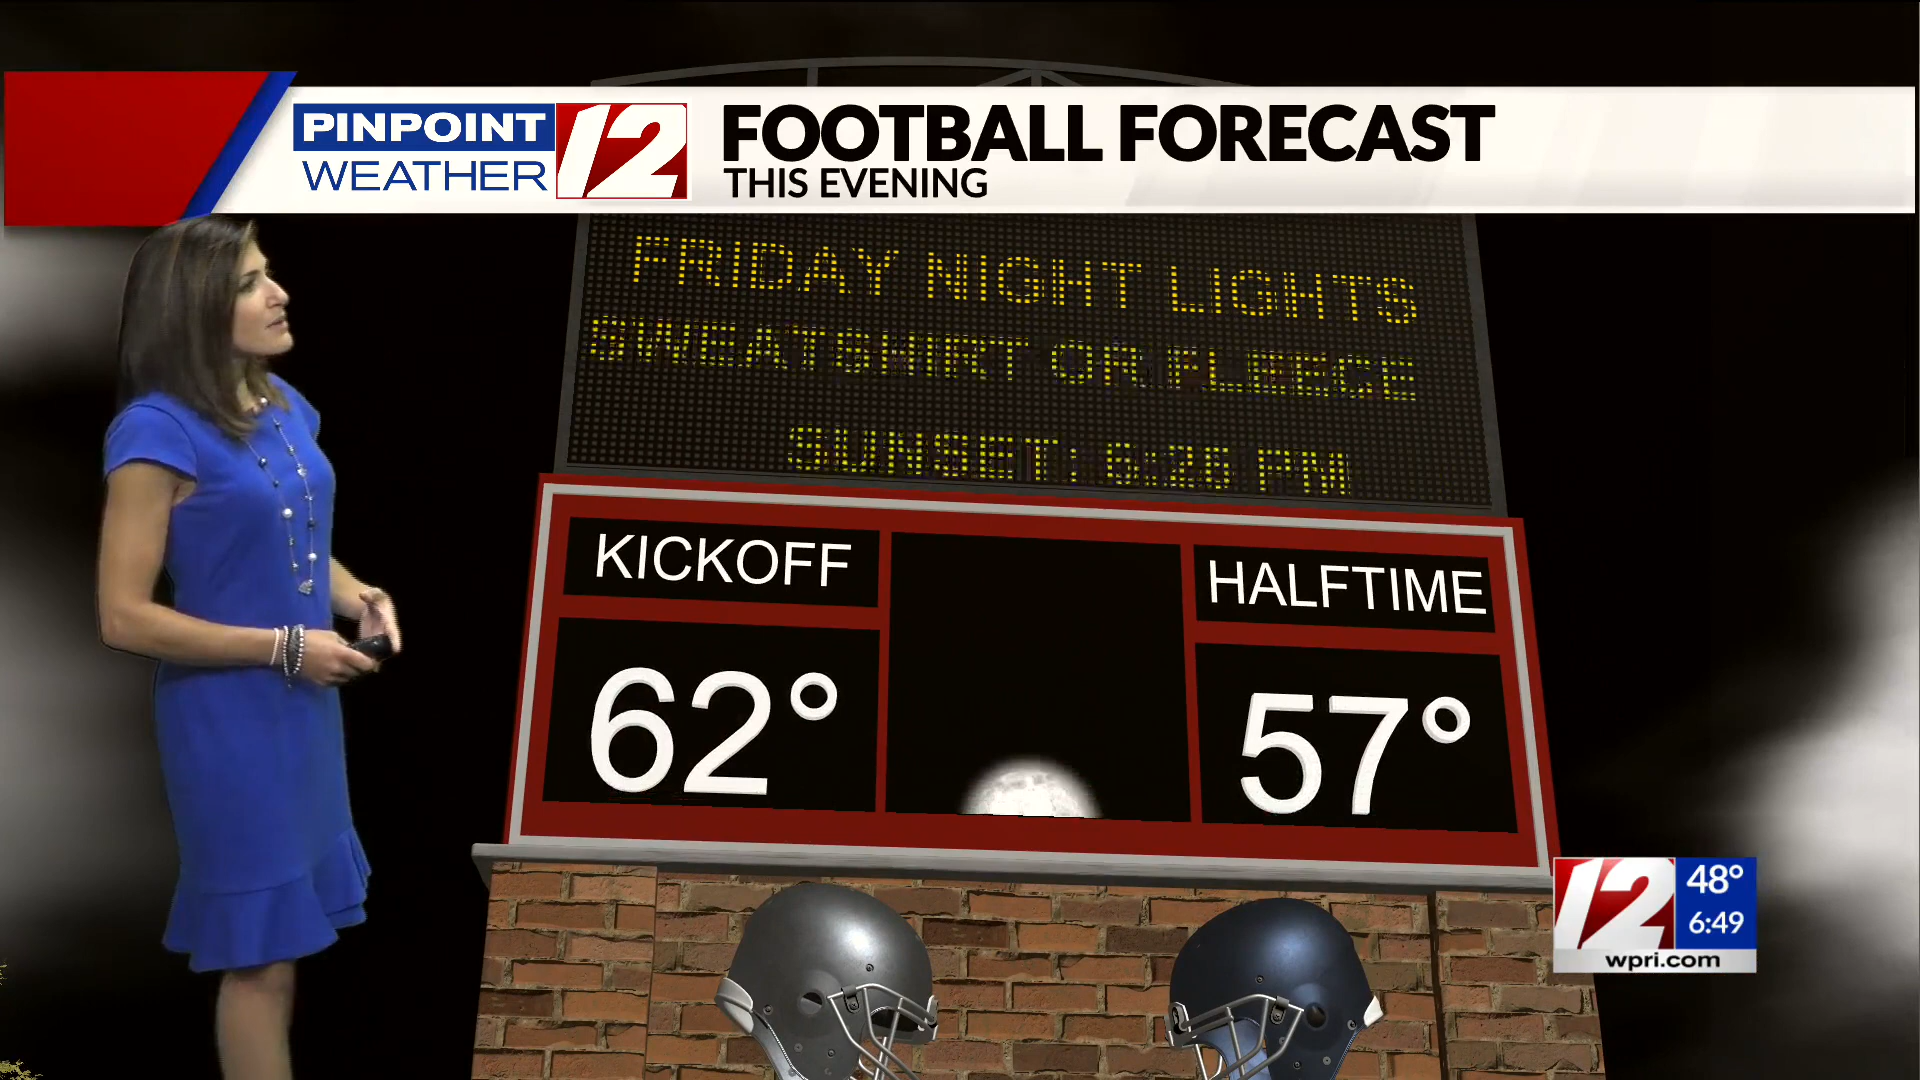 PINPOINT
WEATHER
12
FOOTBALL FORECAST
THIS EVENING
FRIDAY NIGHT LIGHTS
SWEATSHIRT OR FLEECE
SUNSET: 6:25 PM
KICKOFF
HALFTIME
62°
57°
12
48°
6:49
wpri.com